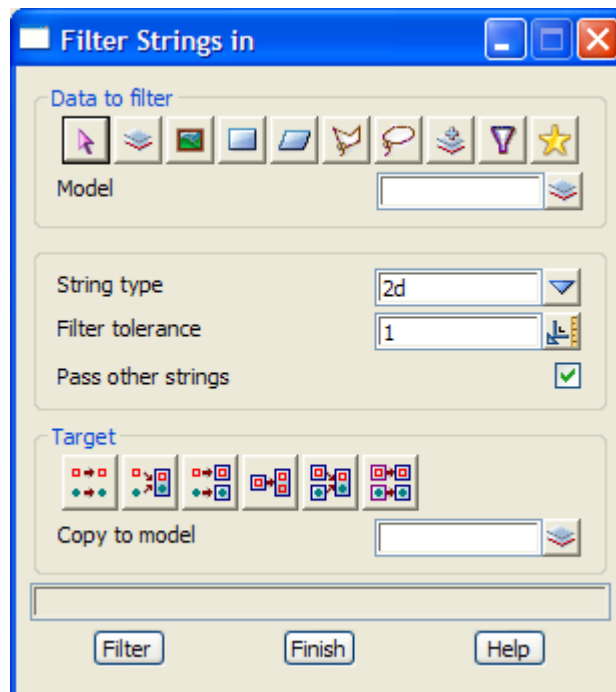 Filter Strings in
Data to filter
Model
String type 2d
Filter tolerance 1
Pass other strings
Target
Copy to model
Filter Finish Help